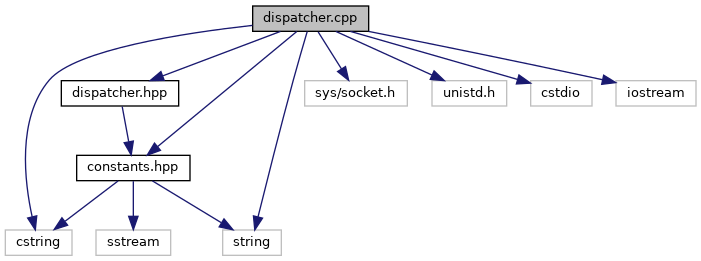 dispatcher.cpp
dispatcher.hpp
sys/socket.h
unistd.h
cstdio
iostream
constants.hpp
cstring
sstream
string